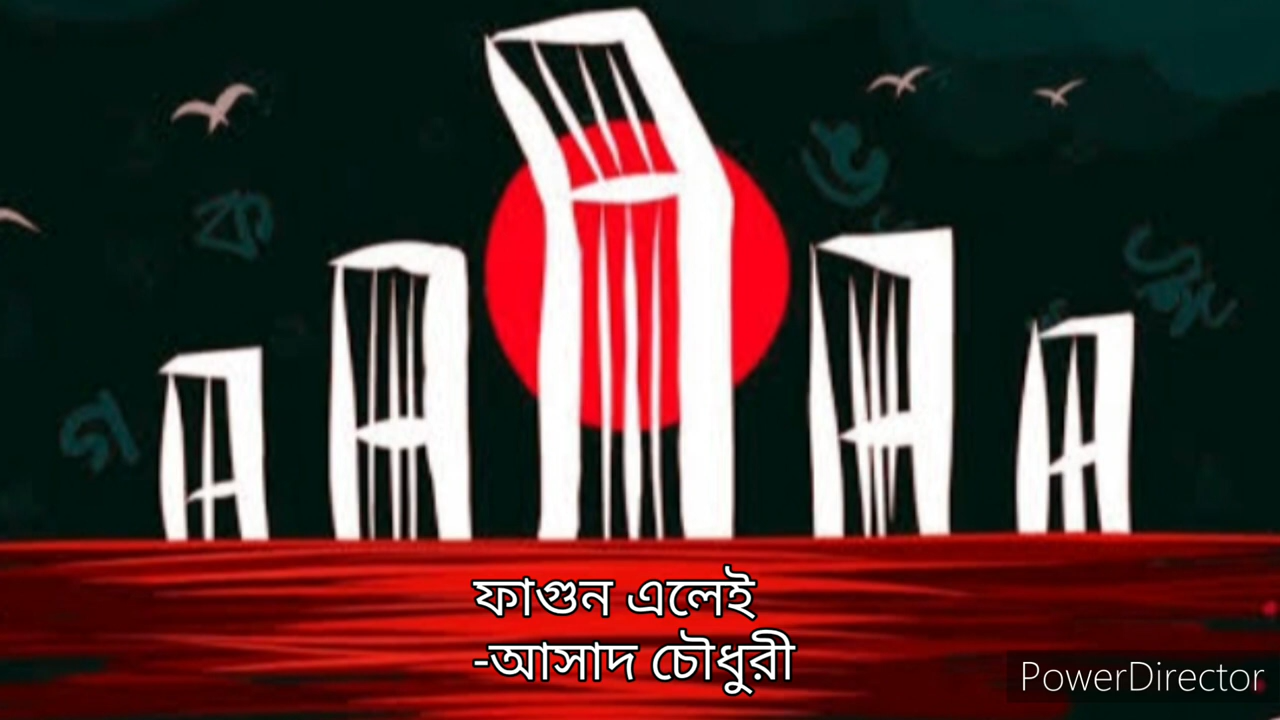 ক
ড
গ
ফাগুন এলেই
-আসাদ চৌধুরী
PowerDirector